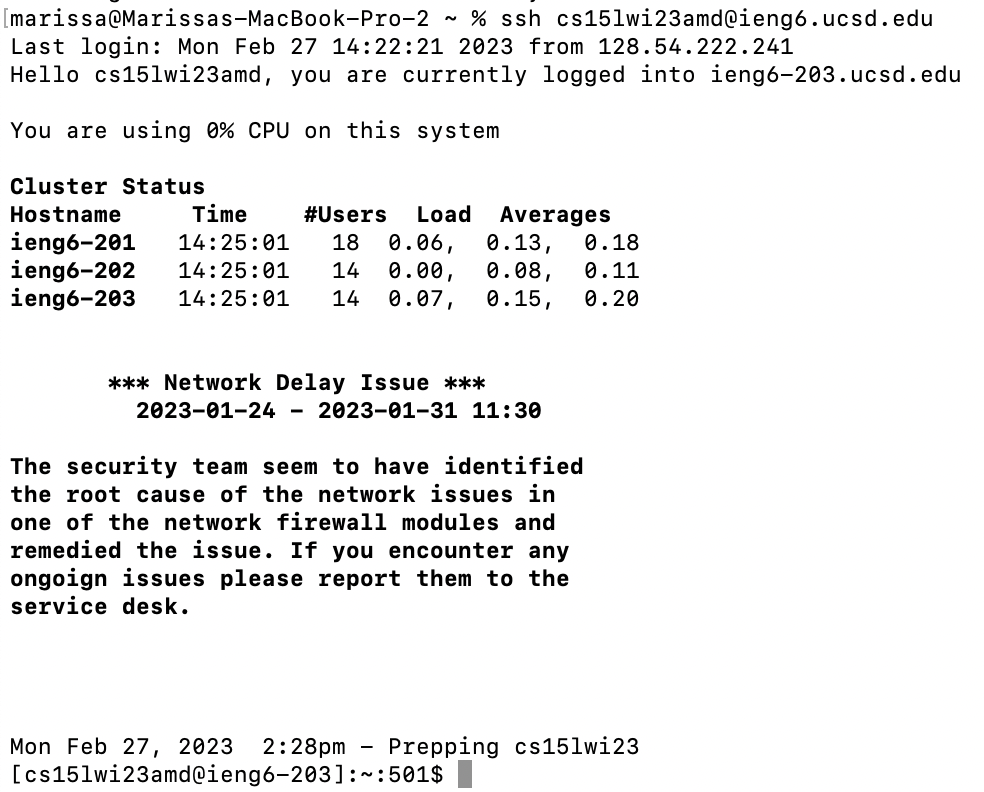 [marissa@Marissas-MacBook-Pro-2 ~ % ssh cs15lwi23amd@ieng6.ucsd.edu
Last login: Mon Feb 27 14:22:21 2023 from 128.54.222.241
Hello cs15lwi23amd, you are currently logged into ieng6-203.ucsd.edu
You are using 0% CPU on this system
Cluster Status
Hostname     Time    #Users  Load  Averages
ieng6-201   14:25:01   18  0.06,  0.13,  0.18
ieng6-202   14:25:01   14  0.00,  0.08,  0.11
ieng6-203   14:25:01   14  0.07,  0.15,  0.20
*** Network Delay Issue ***
2023-01-24 - 2023-01-31 11:30
The security team seem to have identified
the root cause of the network issues in
one of the network firewall modules and
remedied the issue. If you encounter any
ongoign issues please report them to the
service desk.
Mon Feb 27, 2023  2:28pm - Prepping cs15lwi23
[cs15lwi23amd@ieng6-203]:~:501$